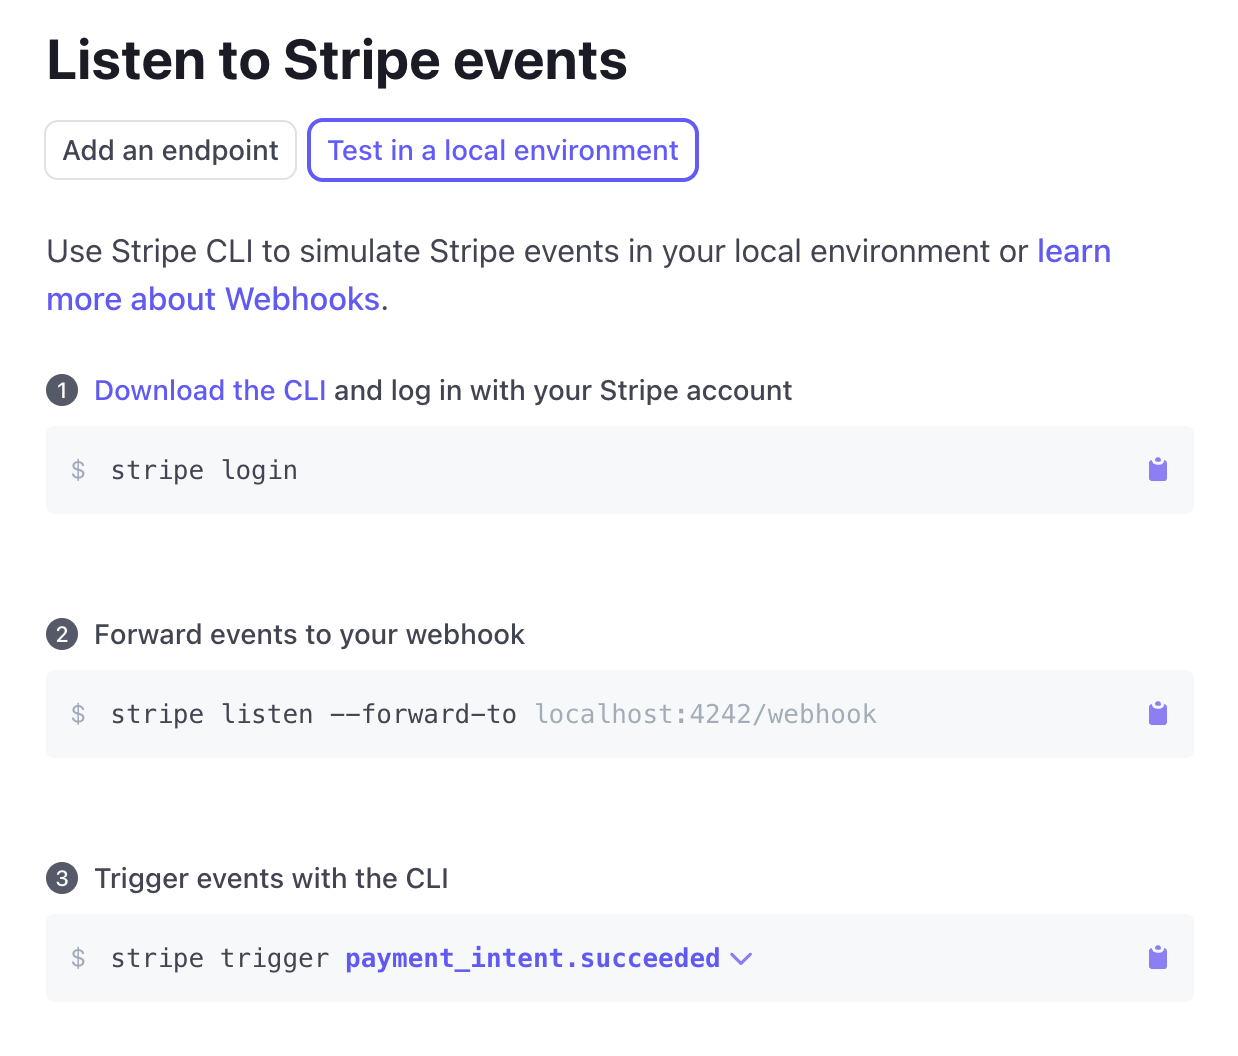 Listen to Stripe events
Add an endpoint
Test in a local environment
Use Stripe CLI to simulate Stripe events in your local environment or learn
more about Webhooks.
1 Download the CLI and log in with your Stripe account
$ stripe login
2 Forward events to your webhook
$ stripe listen --forward-to localhost:4242/webhook
3 Trigger events with the CLI
$ stripe trigger payment_intent.succeeded